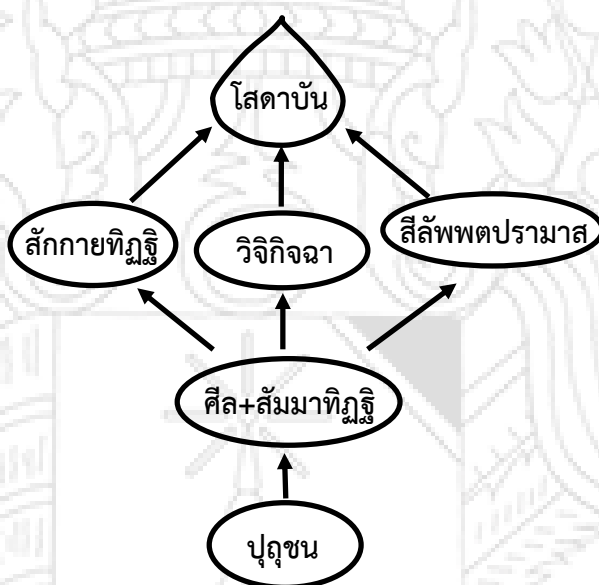 โสดาบัน
สักกายทิฏฐิ
วิจิกิจฉา
สีลัพพตปรามาส
ศีล+สัมมาทิฏฐิ
ปุถุชน